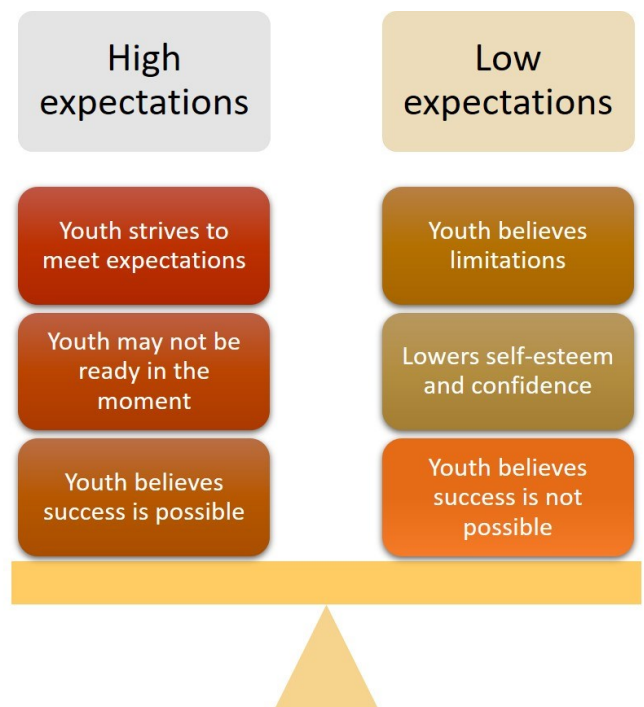 High
expectations
Low
expectations
Youth strives to
meet expectations
Youth believes
limitations
Youth may not be
ready in the
moment
Lowers self-esteem
and confidence
Youth believes
success is possible
Youth believes
success is not
possible